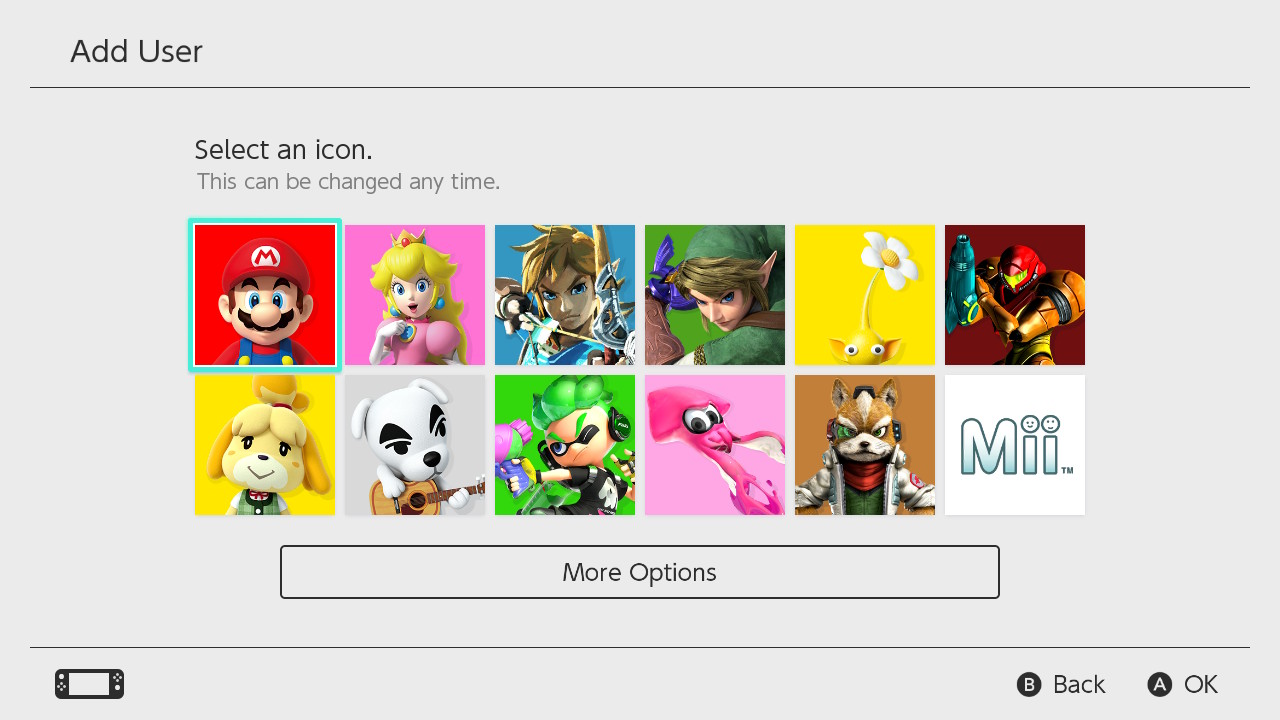 Add User
Select an icon.
This can be changed any time.
M
Mii™
More Options
B Back A OK